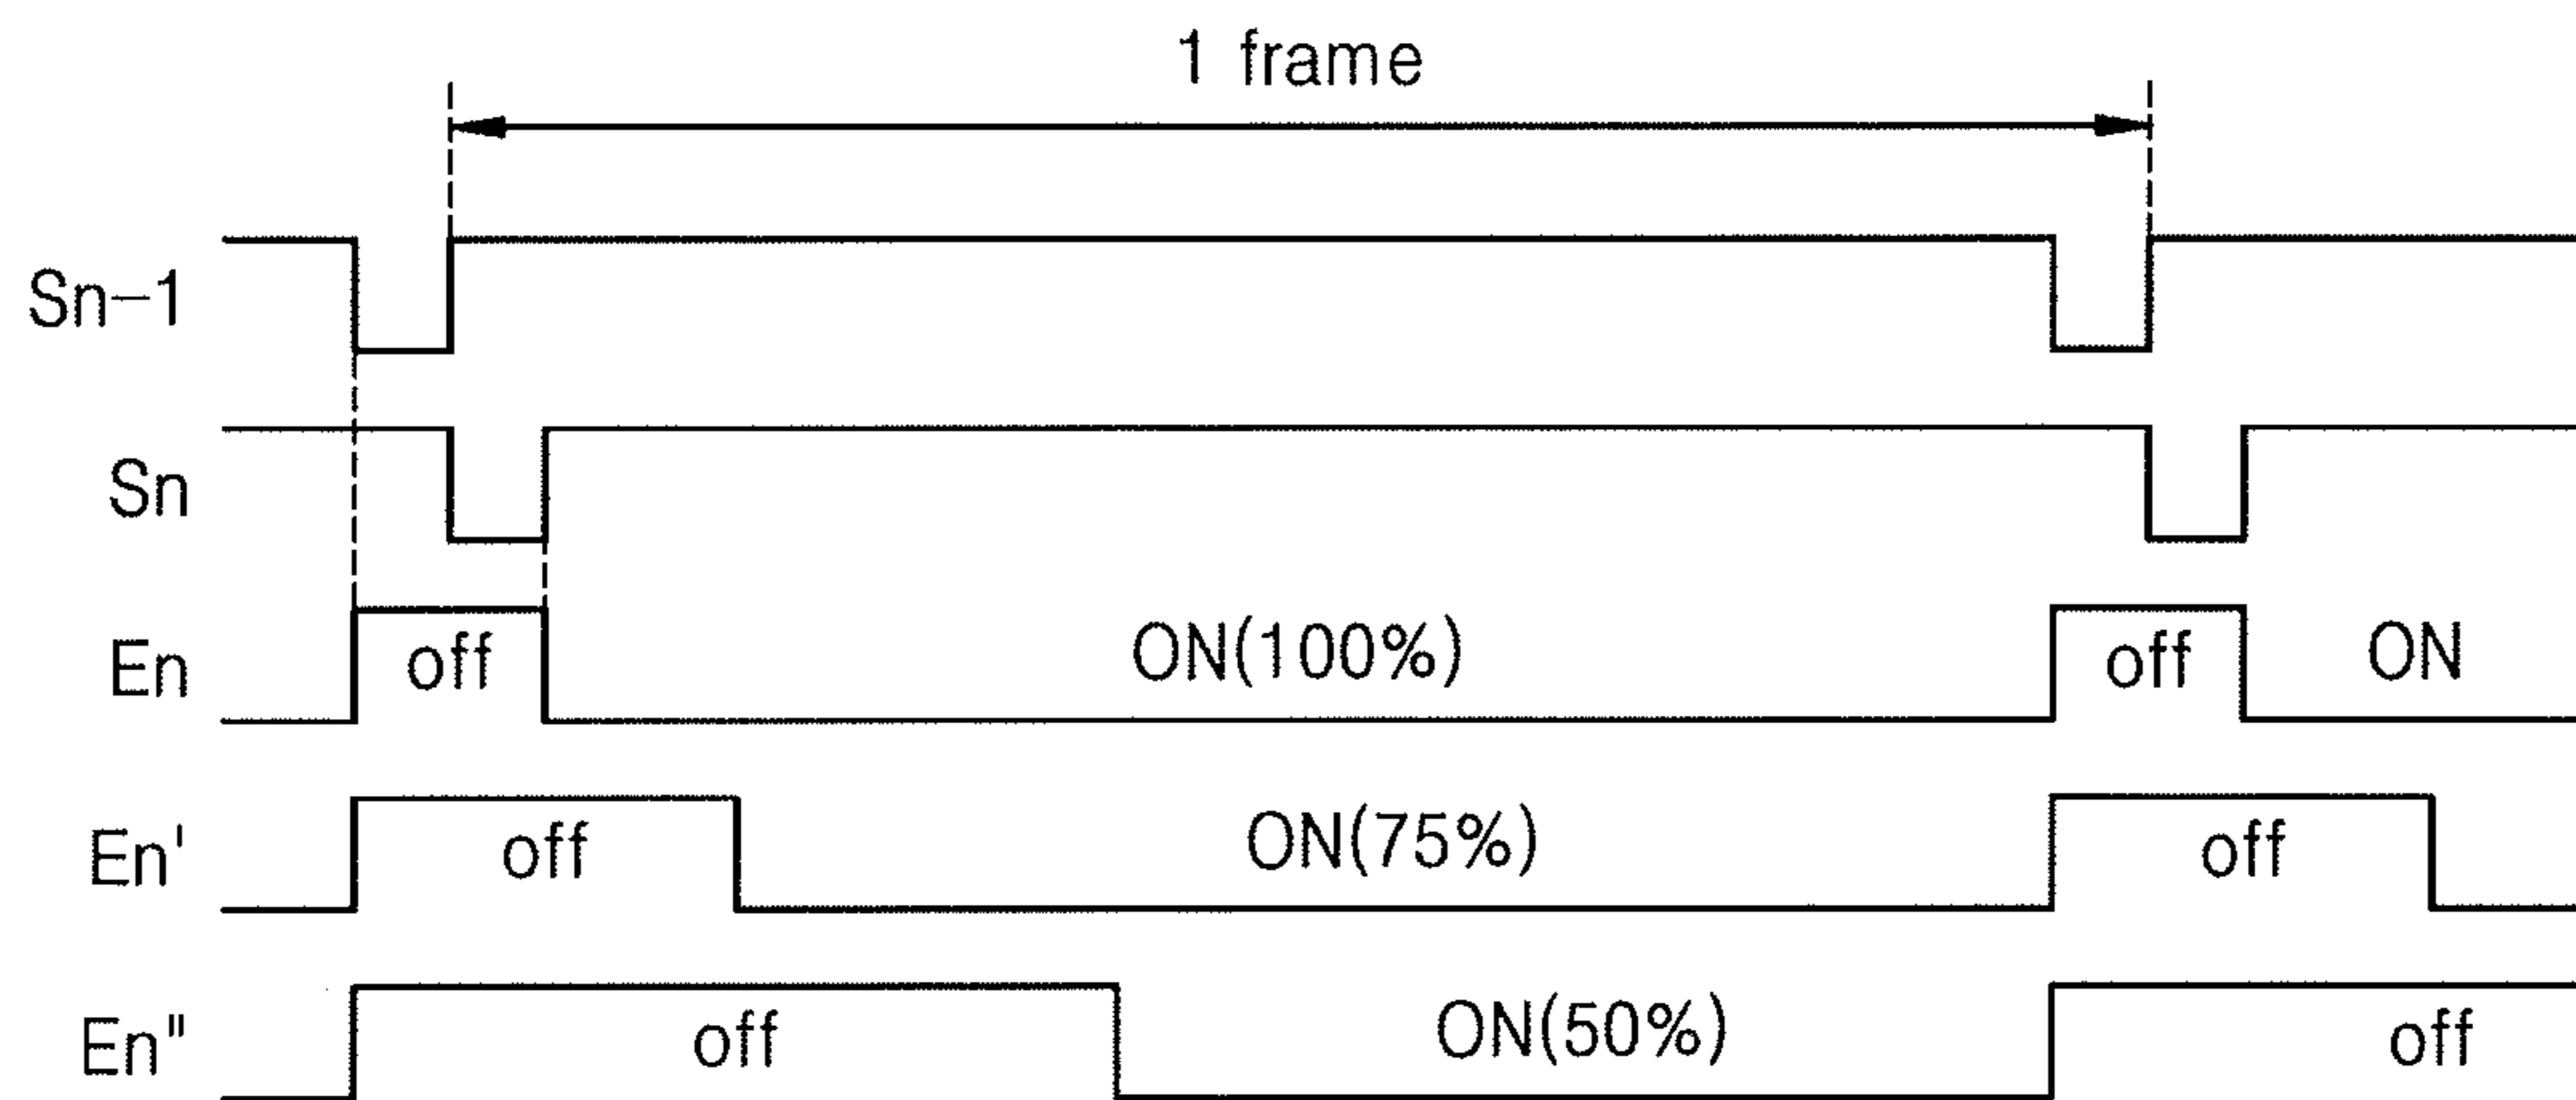 1 frame
Sn-1
Sn
En off ON(100%) off ON
En' off ON(75%) off
En" off ON(50%) off